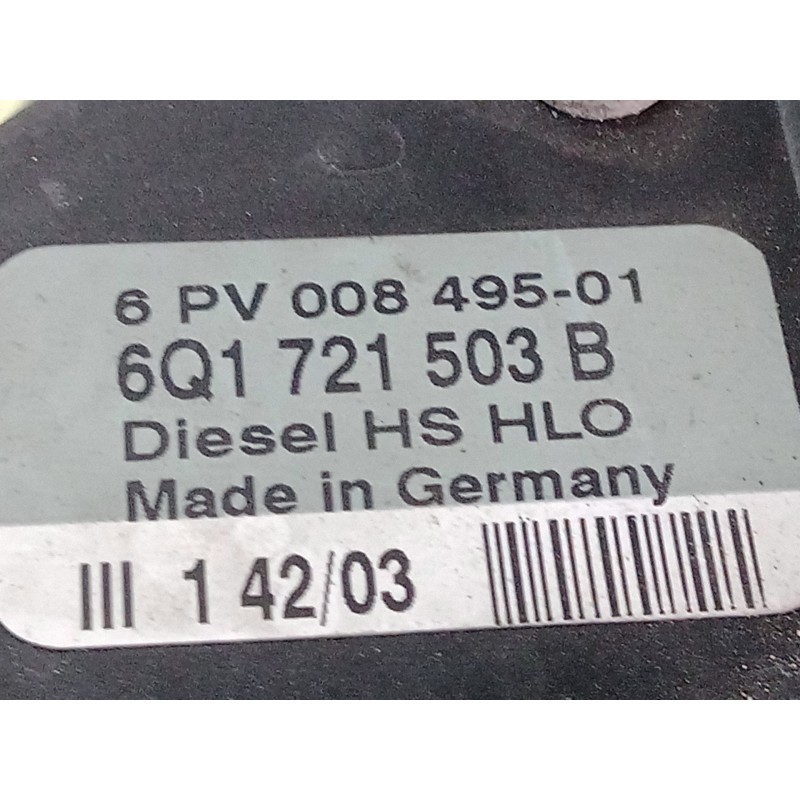 6 PV 008 495-01
6Q1 721 503 B
Diesel HS HLO
Made in Germany
III 1 42/03